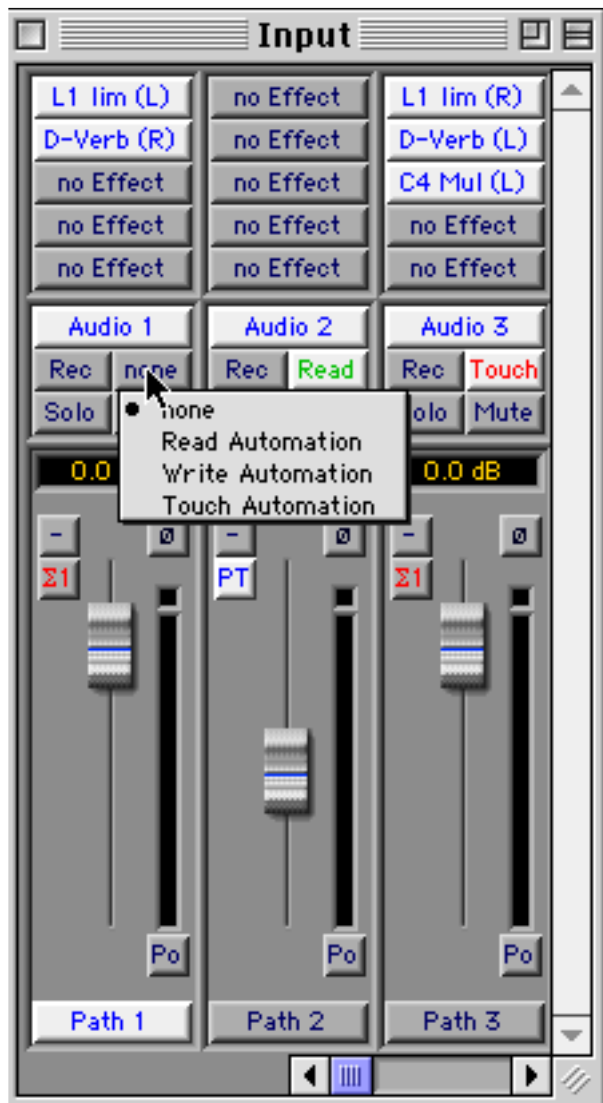 Input
L1 lim (L) no Effect L1 lim (R)
D-Verb (R) no Effect D-Verb (L)
no Effect no Effect C4 Mul (L)
no Effect no Effect no Effect
no Effect no Effect no Effect
Audio 1 Audio 2 Audio 3
Rec none Rec Read Rec Touch
Solo none olo Mute
Read Automation
0.0 Write Automation 0.0 dB
Touch Automation
- ø - ø - ø
Σ1 PT Σ1
Po Po Po
Path 1 Path 2 Path 3